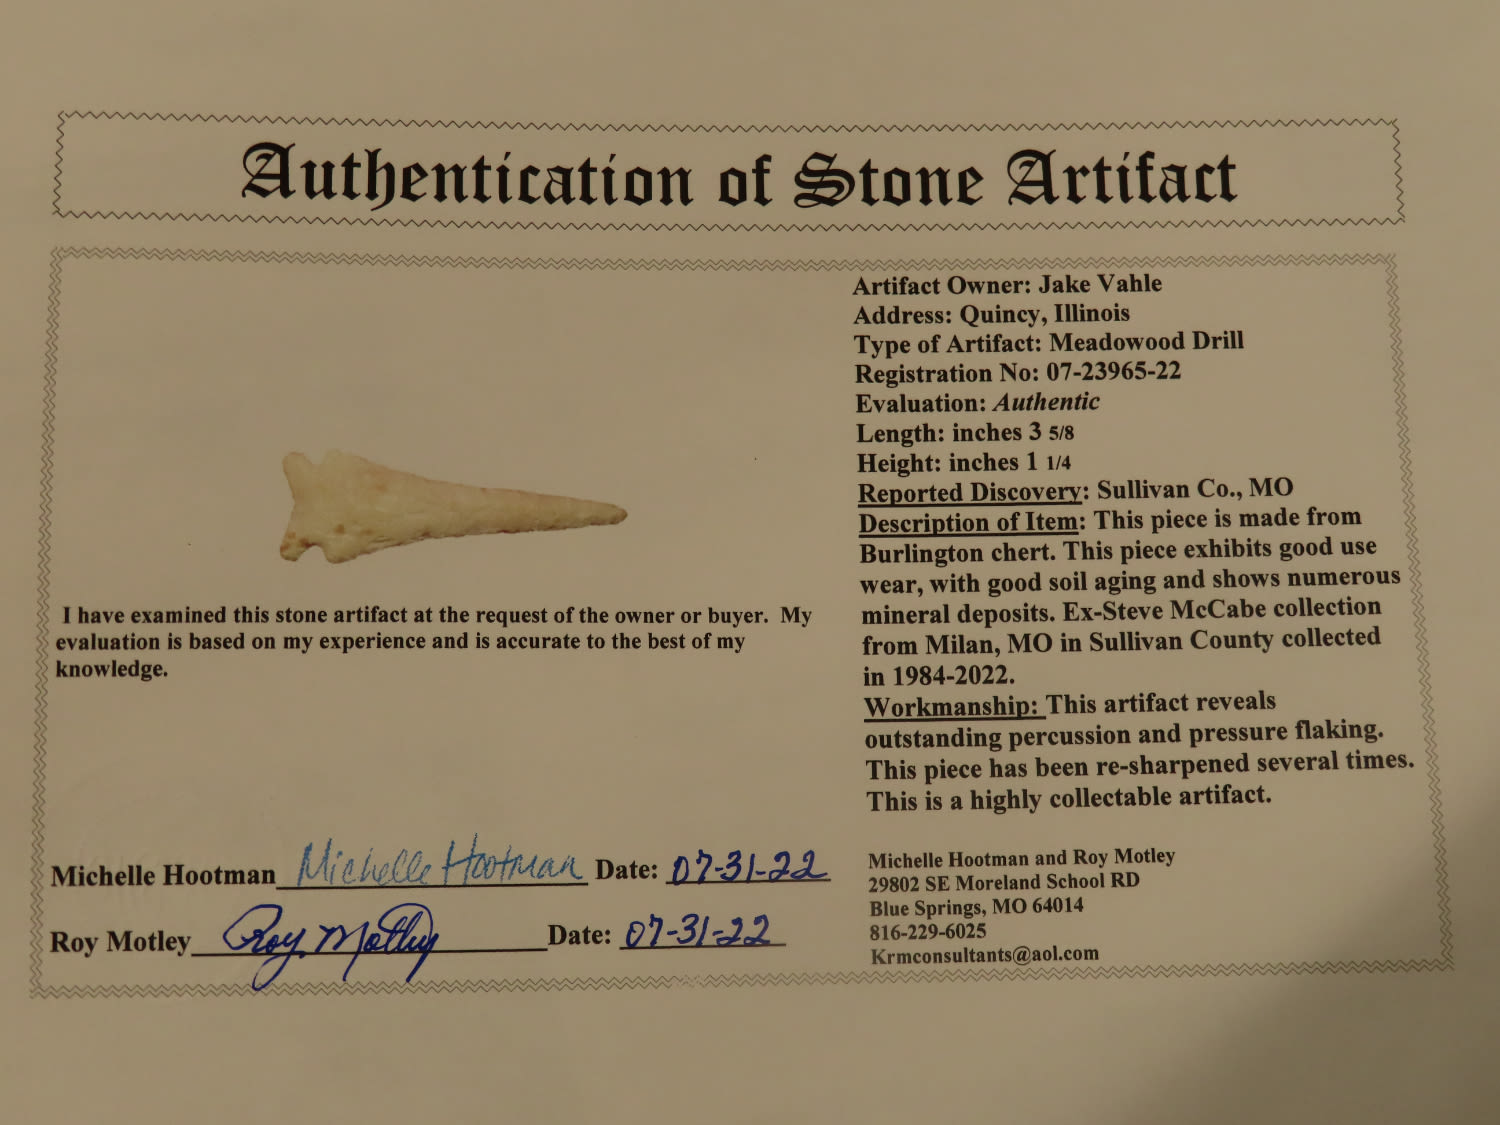 Authentication of Stone Artifact
Artifact Owner: Jake Vahle
Address: Quincy, Illinois
Type of Artifact: Meadowood Drill
Registration No: 07-23965-22
Evaluation: Authentic
Length: inches 3 5/8
Height: inches 1 1/4
Reported Discovery: Sullivan Co., MO
Description of Item: This piece is made from
Burlington chert. This piece exhibits good use
wear, with good soil aging and shows numerous
mineral deposits. Ex-Steve McCabe collection
from Milan, MO in Sullivan County collected
in 1984-2022.
Workmanship: This artifact reveals
outstanding percussion and pressure flaking.
This piece has been re-sharpened several times.
This is a highly collectable artifact.
I have examined this stone artifact at the request of the owner or buyer. My
evaluation is based on my experience and is accurate to the best of my
knowledge.
Michelle Hootman Michelle Hootman Date: 07-31-22
Roy Motley Roy Motley Date: 07-31-22
Michelle Hootman and Roy Motley
29802 SE Moreland School RD
Blue Springs, MO 64014
816-229-6025
Krmconsultants@aol.com